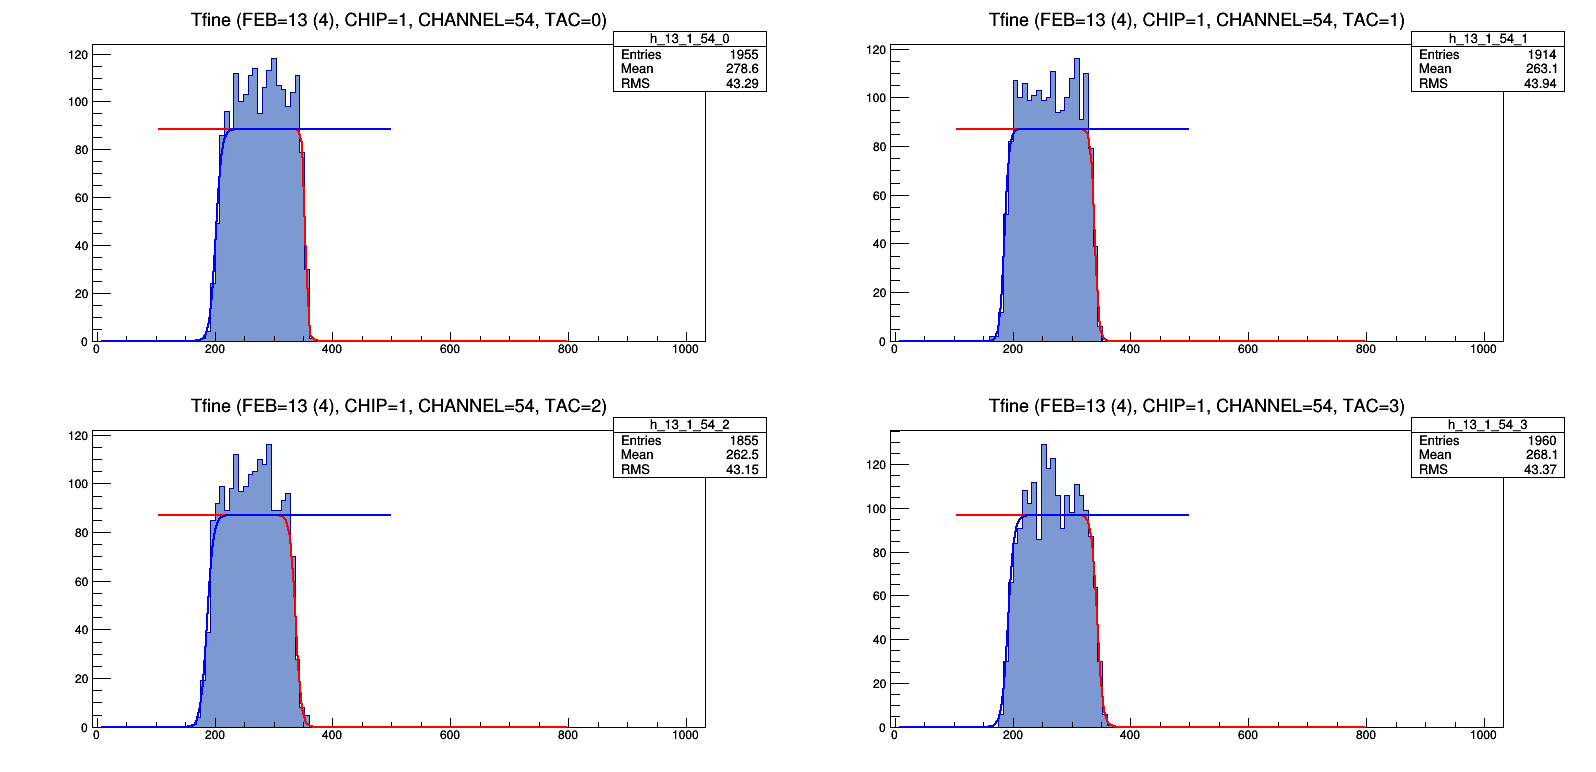 Tfine (FEB=13 (4), CHIP=1, CHANNEL=54, TAC=0)
h_13_1_54_0
Entries 1955
Mean 278.6
RMS 43.29
120
100
80
60
40
20
0
0 200 400 600 800 1000
Tfine (FEB=13 (4), CHIP=1, CHANNEL=54, TAC=1)
h_13_1_54_1
Entries 1914
Mean 263.1
RMS 43.94
120
100
80
60
40
20
0
0 200 400 600 800 1000
Tfine (FEB=13 (4), CHIP=1, CHANNEL=54, TAC=2)
h_13_1_54_2
Entries 1855
Mean 262.5
RMS 43.15
120
100
80
60
40
20
0
0 200 400 600 800 1000
Tfine (FEB=13 (4), CHIP=1, CHANNEL=54, TAC=3)
h_13_1_54_3
Entries 1960
Mean 268.1
RMS 43.37
120
100
80
60
40
20
0
0 200 400 600 800 1000